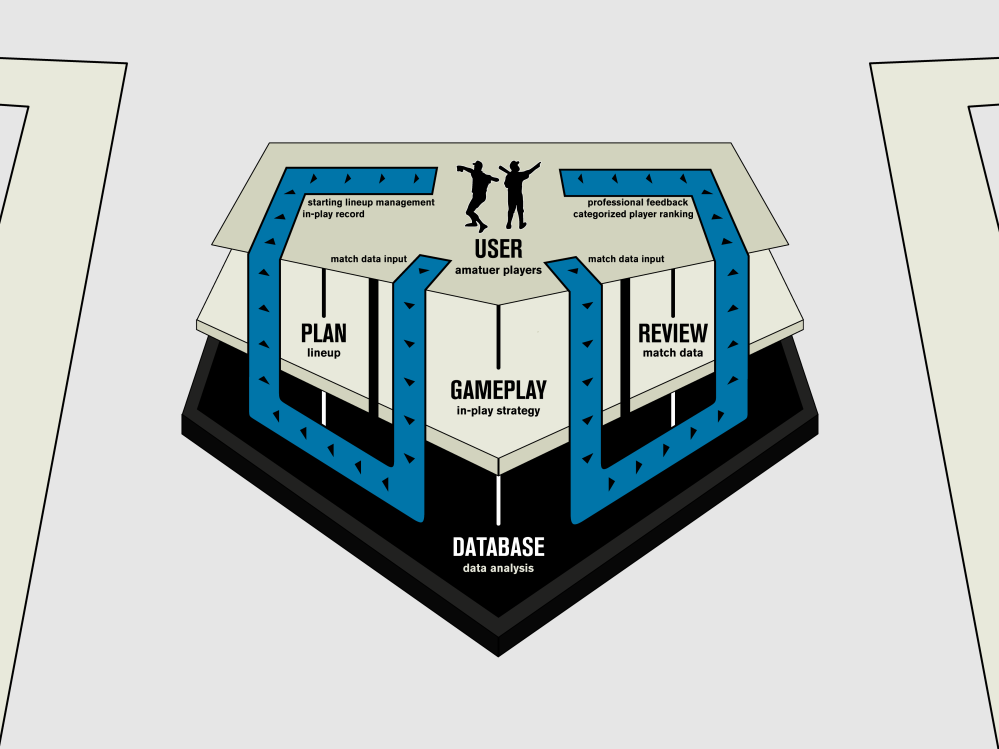 starting lineup management
in-play record
professional feedback
categorized player ranking
USER
amatuer players
match data input
match data input
PLAN
lineup
REVIEW
match data
GAMEPLAY
in-play strategy
DATABASE
data analysis